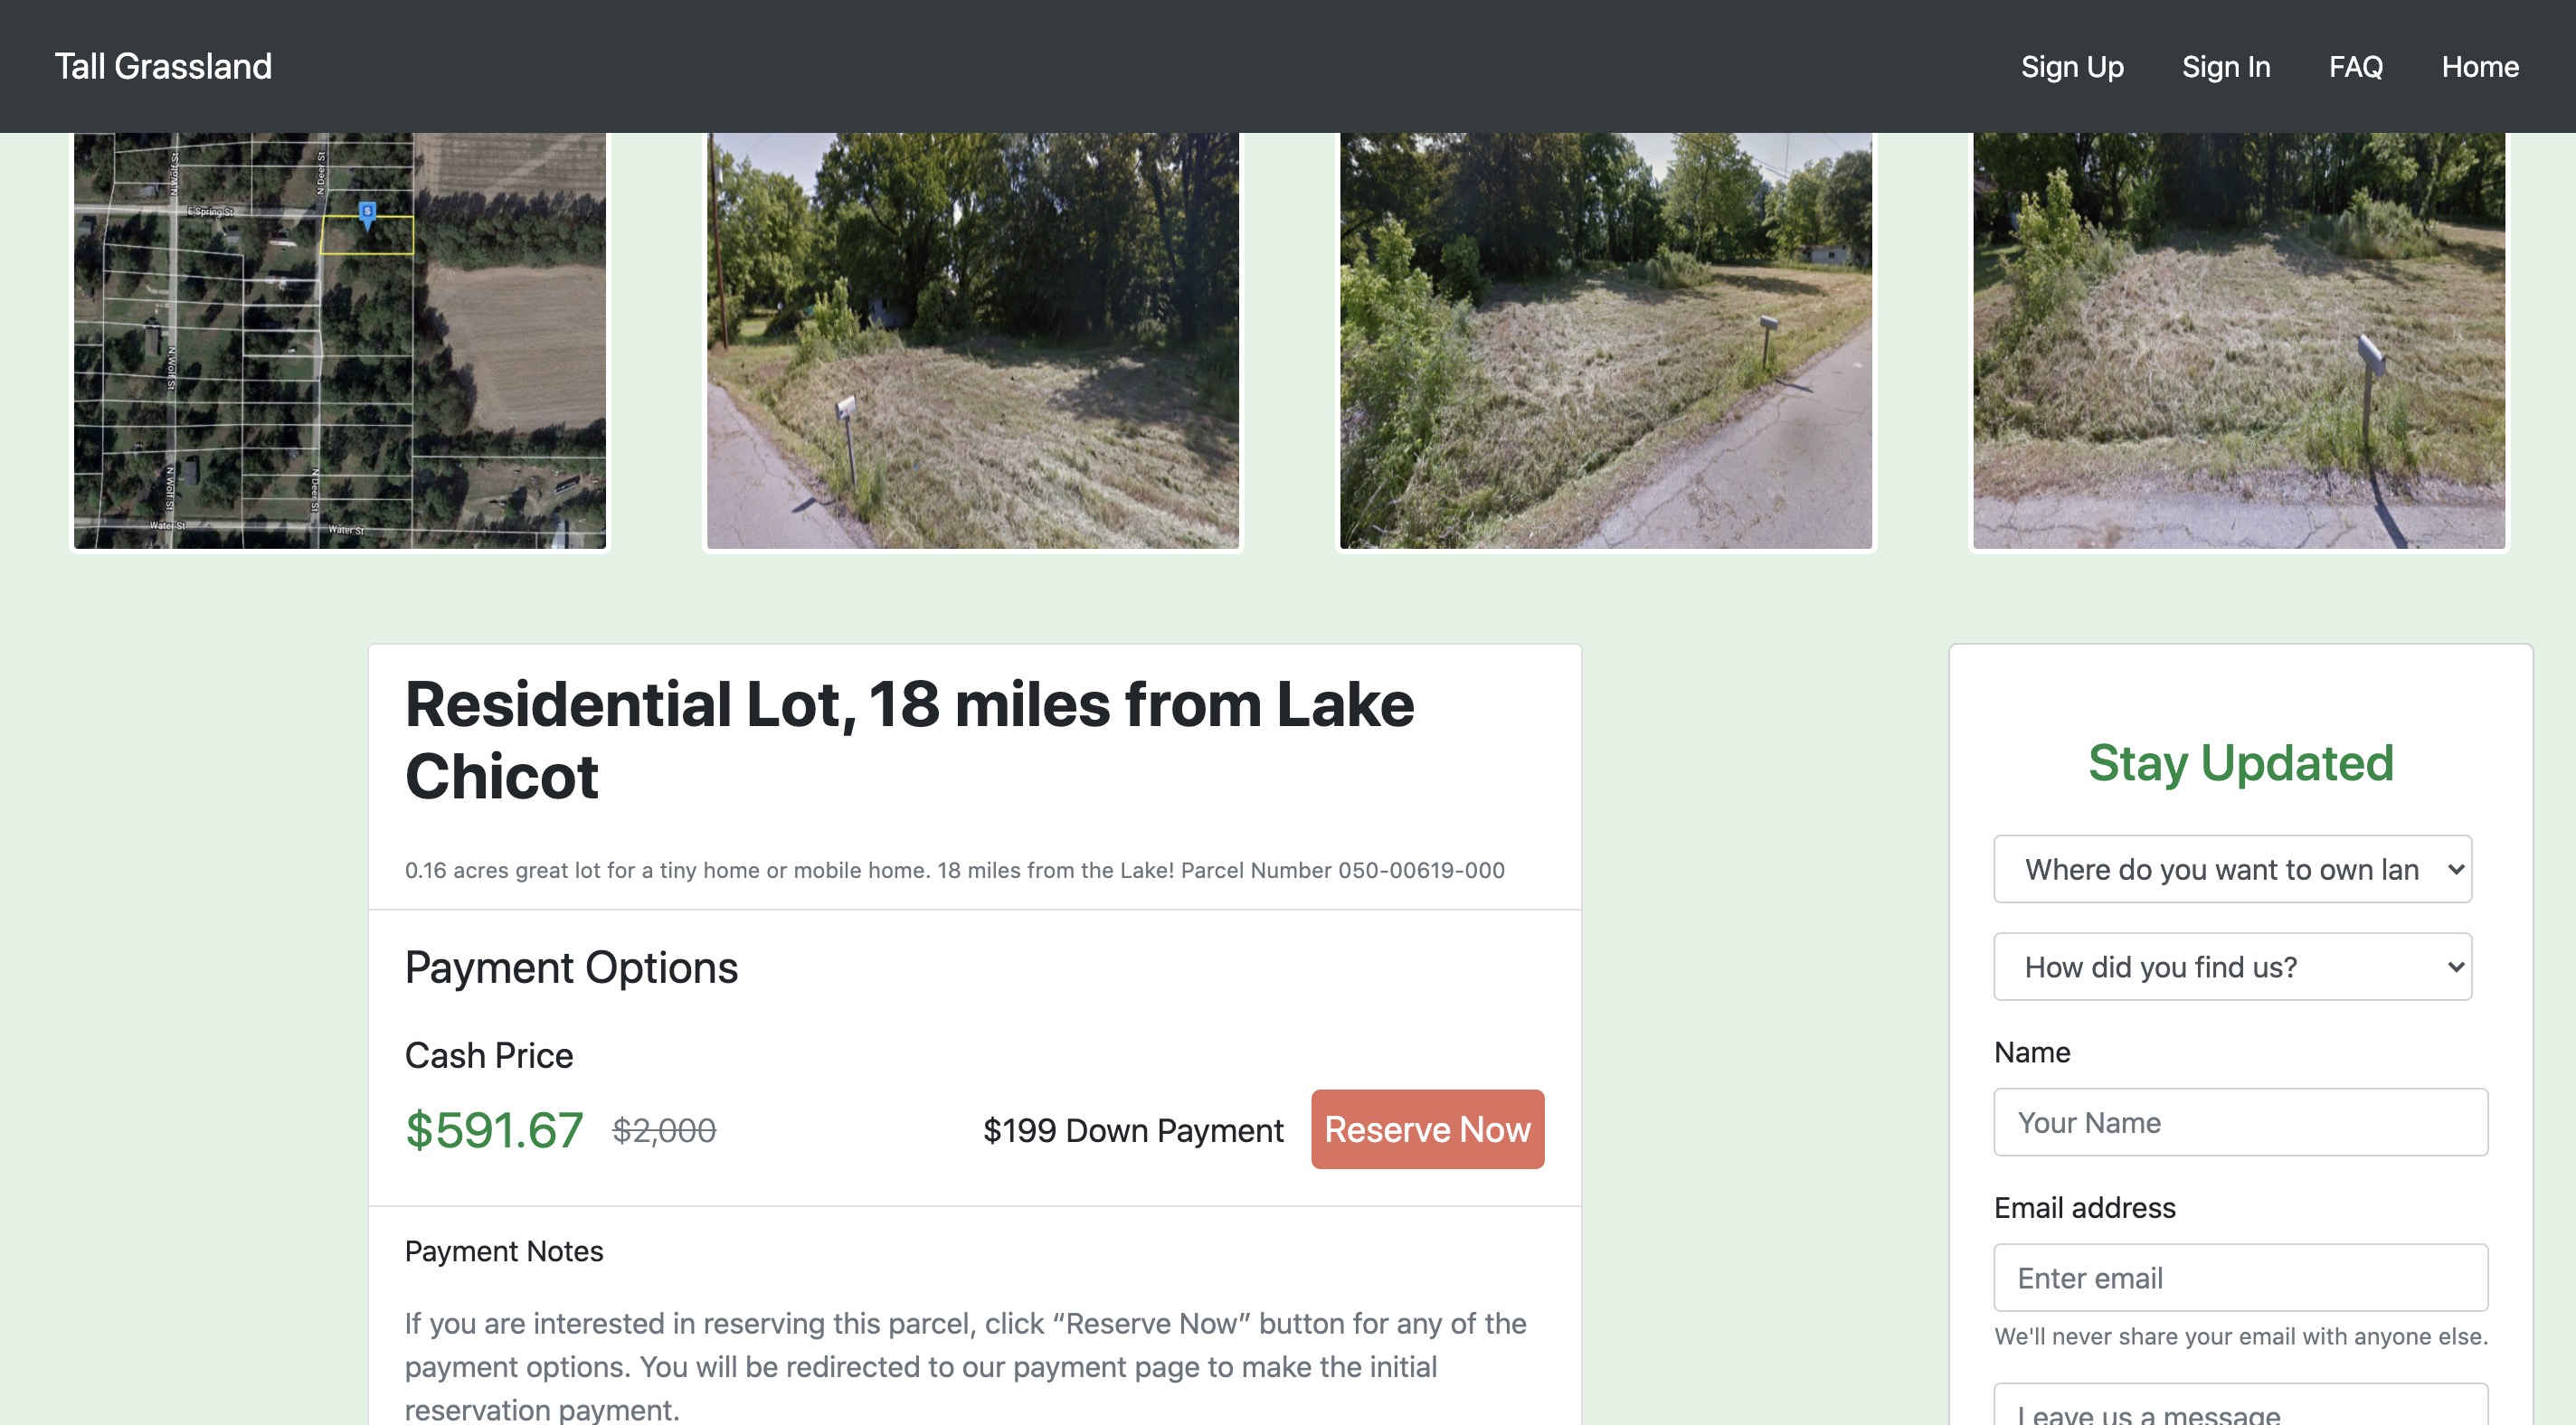 Tall Grassland
Sign Up
Sign In
FAQ
Home
N Wolf St
N Deer St
E Spring St
S
N Wolf St
N Wolf St
N Deer St
Water St
Water St
Residential Lot, 18 miles from Lake
Chicot
0.16 acres great lot for a tiny home or mobile home. 18 miles from the Lake! Parcel Number 050-00619-000
Payment Options
Cash Price
$591.67 $2,000 $199 Down Payment Reserve Now
Payment Notes
If you are interested in reserving this parcel, click “Reserve Now” button for any of the
payment options. You will be redirected to our payment page to make the initial
reservation payment.
Stay Updated
Where do you want to own lan
How did you find us?
Name
Your Name
Email address
Enter email
We'll never share your email with anyone else.
Leave us a message